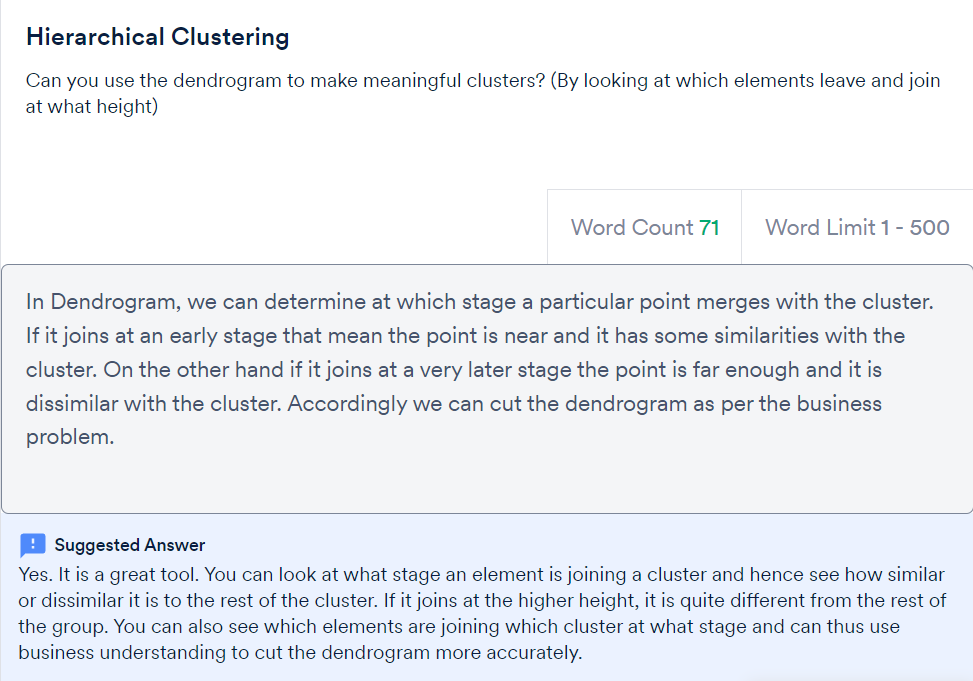 Hierarchical Clustering
Can you use the dendrogram to make meaningful clusters? (By looking at which elements leave and join
at what height)
Word Count 71
Word Limit 1 - 500
In Dendrogram, we can determine at which stage a particular point merges with the cluster.
If it joins at an early stage that mean the point is near and it has some similarities with the
cluster. On the other hand if it joins at a very later stage the point is far enough and it is
dissimilar with the cluster. Accordingly we can cut the dendrogram as per the business
problem.
Suggested Answer
Yes. It is a great tool. You can look at what stage an element is joining a cluster and hence see how similar
or dissimilar it is to the rest of the cluster. If it joins at the higher height, it is quite different from the rest of
the group. You can also see which elements are joining which cluster at what stage and can thus use
business understanding to cut the dendrogram more accurately.